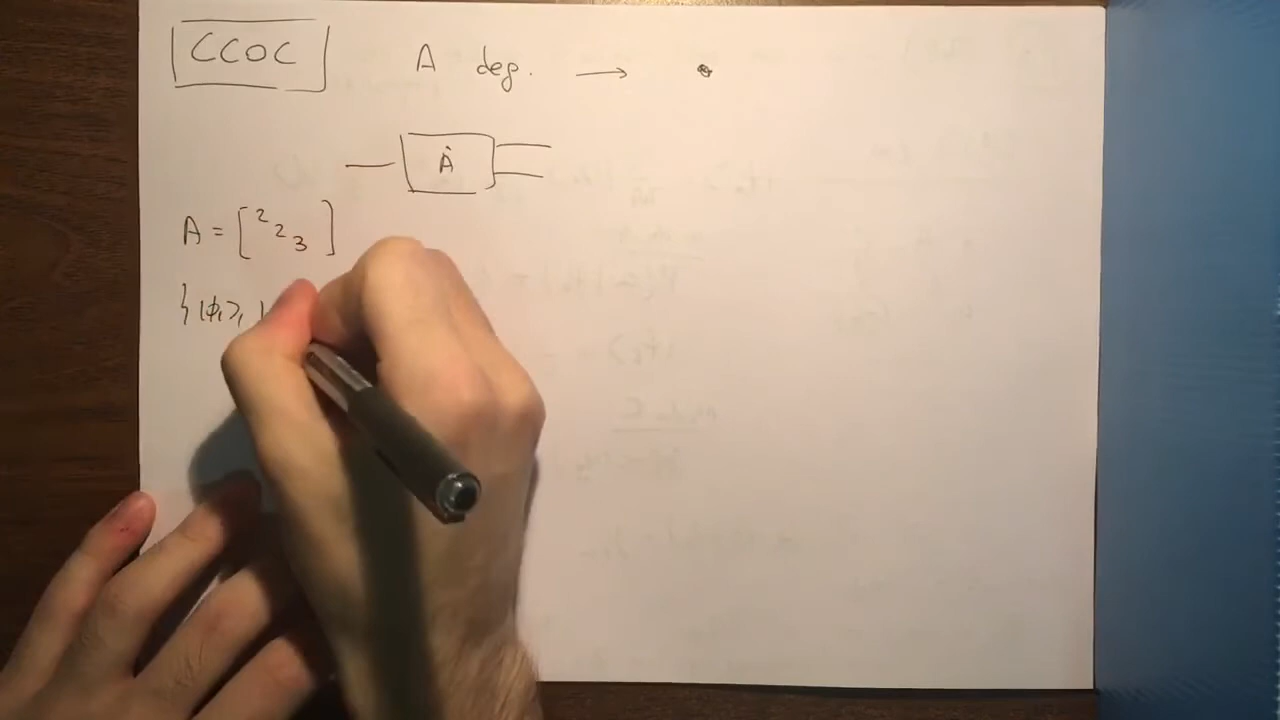 CCOC A deg. →
Â
A = [ 2 2 3 ]
{ |ϕ₁⟩, |